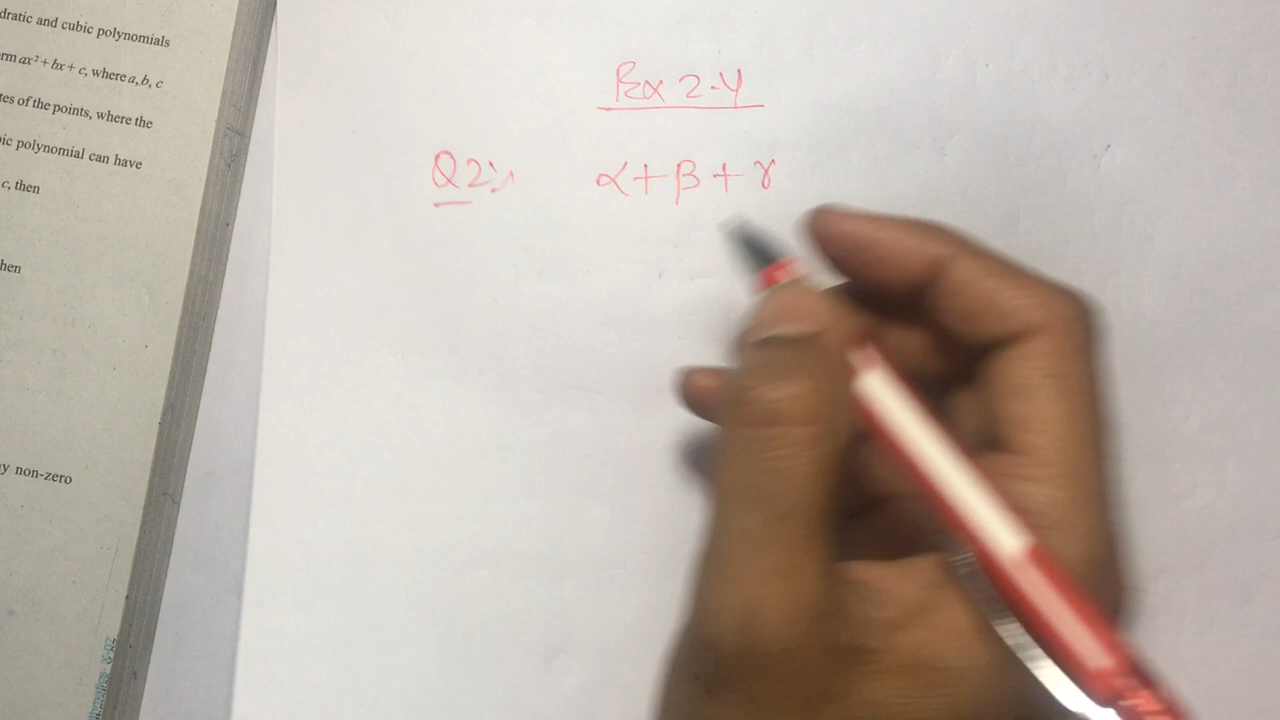 dratic and cubic polynomials
rm ax² + bx + c, where a, b, c
tes of the points, where the
ic polynomial can have
c, then
hen
y non-zero
Ex 2.4
Q2:
α+β+γ